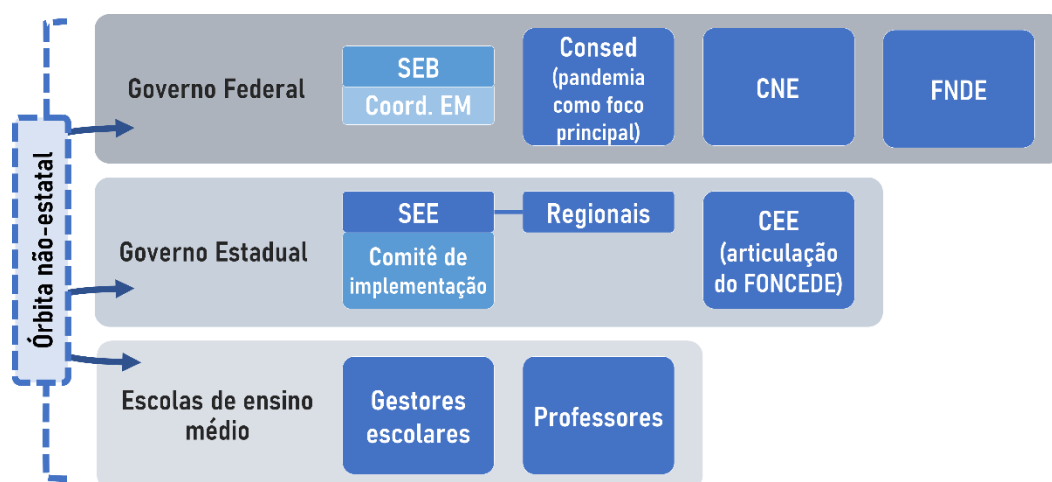 Órbita não-estatal
Governo Federal
SEB
Coord. EM
Consed
(pandemia
como foco
principal)
CNE
FNDE
Governo Estadual
SEE
Comitê de
implementação
Regionais
CEE
(articulação
do FONCEDE)
Escolas de ensino
médio
Gestores
escolares
Professores